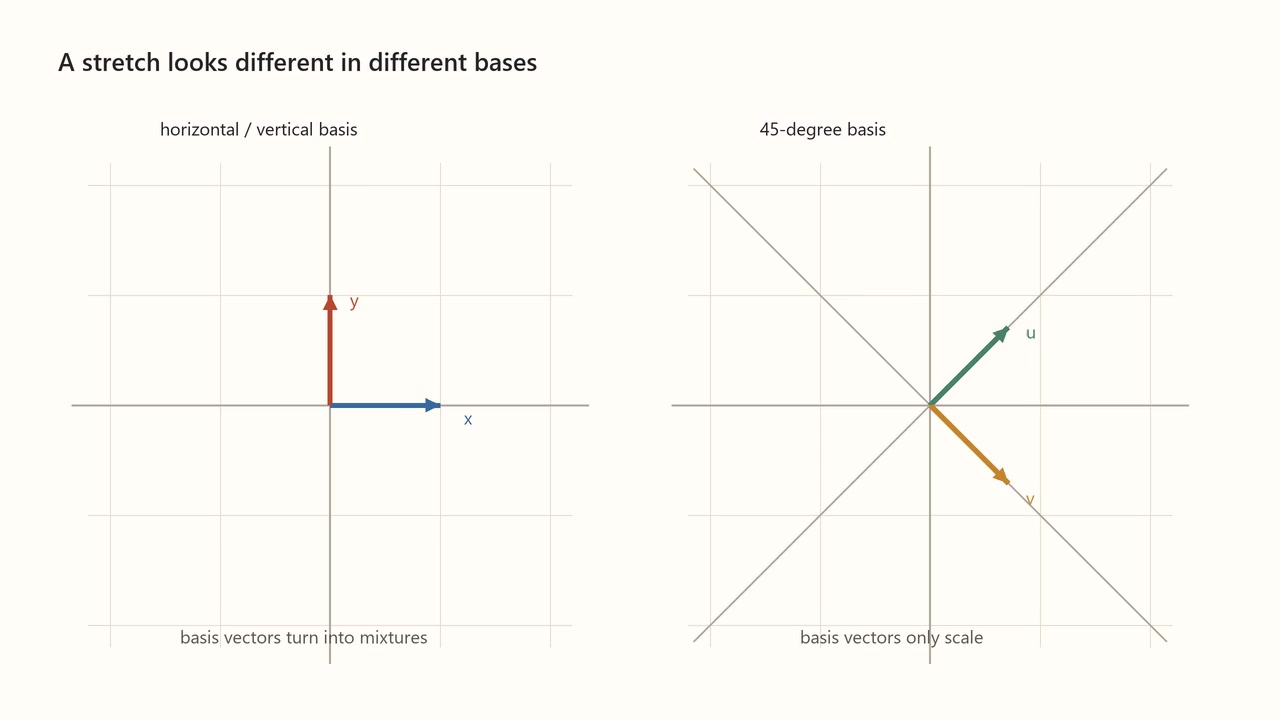 A stretch looks different in different bases
horizontal / vertical basis
45-degree basis
y
x
u
v
basis vectors turn into mixtures
basis vectors only scale